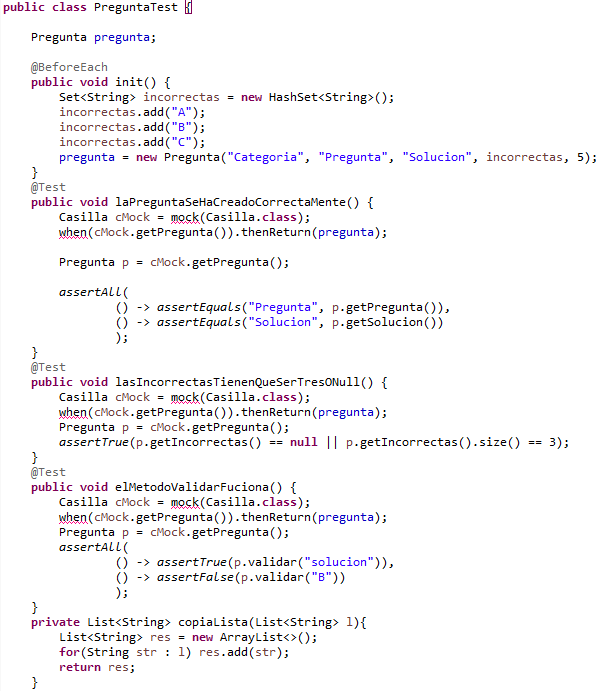 public class PreguntaTest {
Pregunta pregunta;
@BeforeEach
public void init() {
Set<String> incorrectas = new HashSet<String>();
incorrectas.add("A");
incorrectas.add("B");
incorrectas.add("C");
pregunta = new Pregunta("Categoria", "Pregunta", "Solucion", incorrectas, 5);
}
@Test
public void laPreguntaSeHaCreadoCorrectaMente() {
Casilla cMock = mock(Casilla.class);
when(cMock.getPregunta()).thenReturn(pregunta);
Pregunta p = cMock.getPregunta();
assertAll(
() -> assertEquals("Pregunta", p.getPregunta()),
() -> assertEquals("Solucion", p.getSolucion())
);
}
@Test
public void lasIncorrectasTienenQueSerTresONull() {
Casilla cMock = mock(Casilla.class);
when(cMock.getPregunta()).thenReturn(pregunta);
Pregunta p = cMock.getPregunta();
assertTrue(p.getIncorrectas() == null || p.getIncorrectas().size() == 3);
}
@Test
public void elMetodoValidarFuciona() {
Casilla cMock = mock(Casilla.class);
when(cMock.getPregunta()).thenReturn(pregunta);
Pregunta p = cMock.getPregunta();
assertAll(
() -> assertTrue(p.validar("solucion")),
() -> assertFalse(p.validar("B"))
);
}
private List<String> copiaLista(List<String> l){
List<String> res = new ArrayList<>();
for(String str : l) res.add(str);
return res;
}